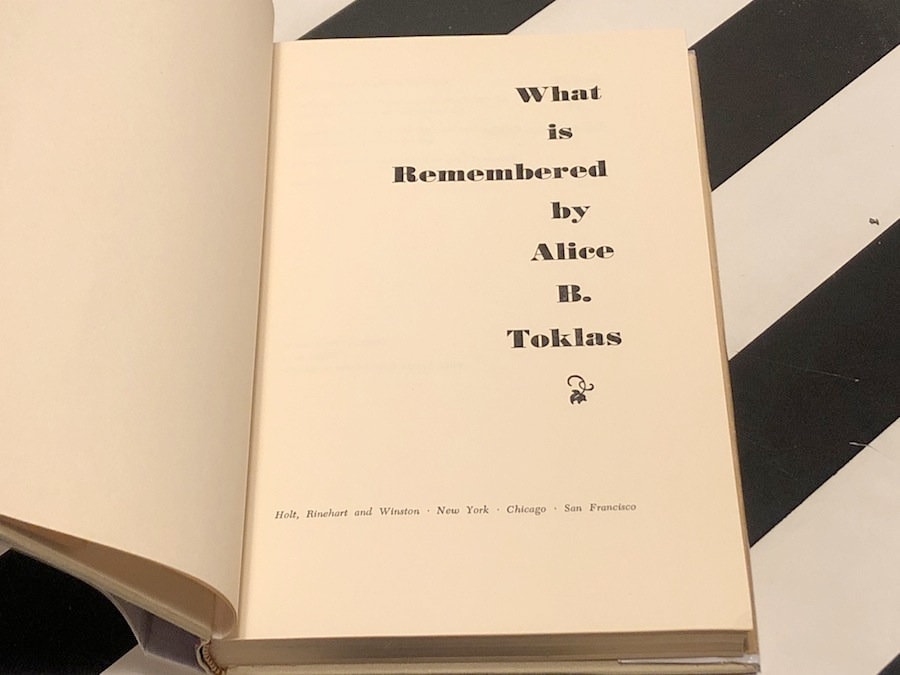 What
is
Remembered
by
Alice
B.
Toklas
Holt, Rinehart and Winston · New York · Chicago · San Francisco